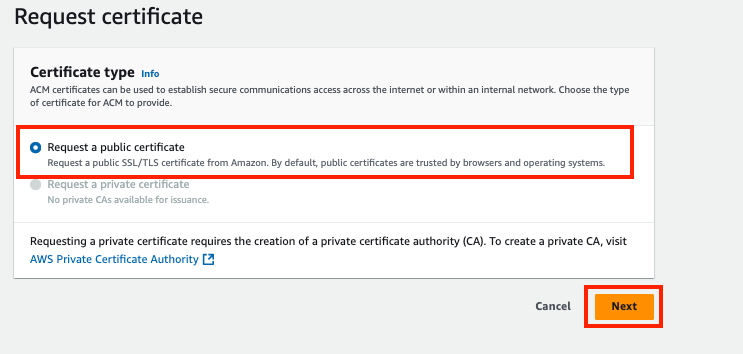 Request certificate
Certificate type Info
ACM certificates can be used to establish secure communications access across the internet or within an internal network. Choose the type
of certificate for ACM to provide.
Request a public certificate
Request a public SSL/TLS certificate from Amazon. By default, public certificates are trusted by browsers and operating systems.
Request a private certificate
No private CAs available for issuance.
Requesting a private certificate requires the creation of a private certificate authority (CA). To create a private CA, visit
AWS Private Certificate Authority
Cancel Next